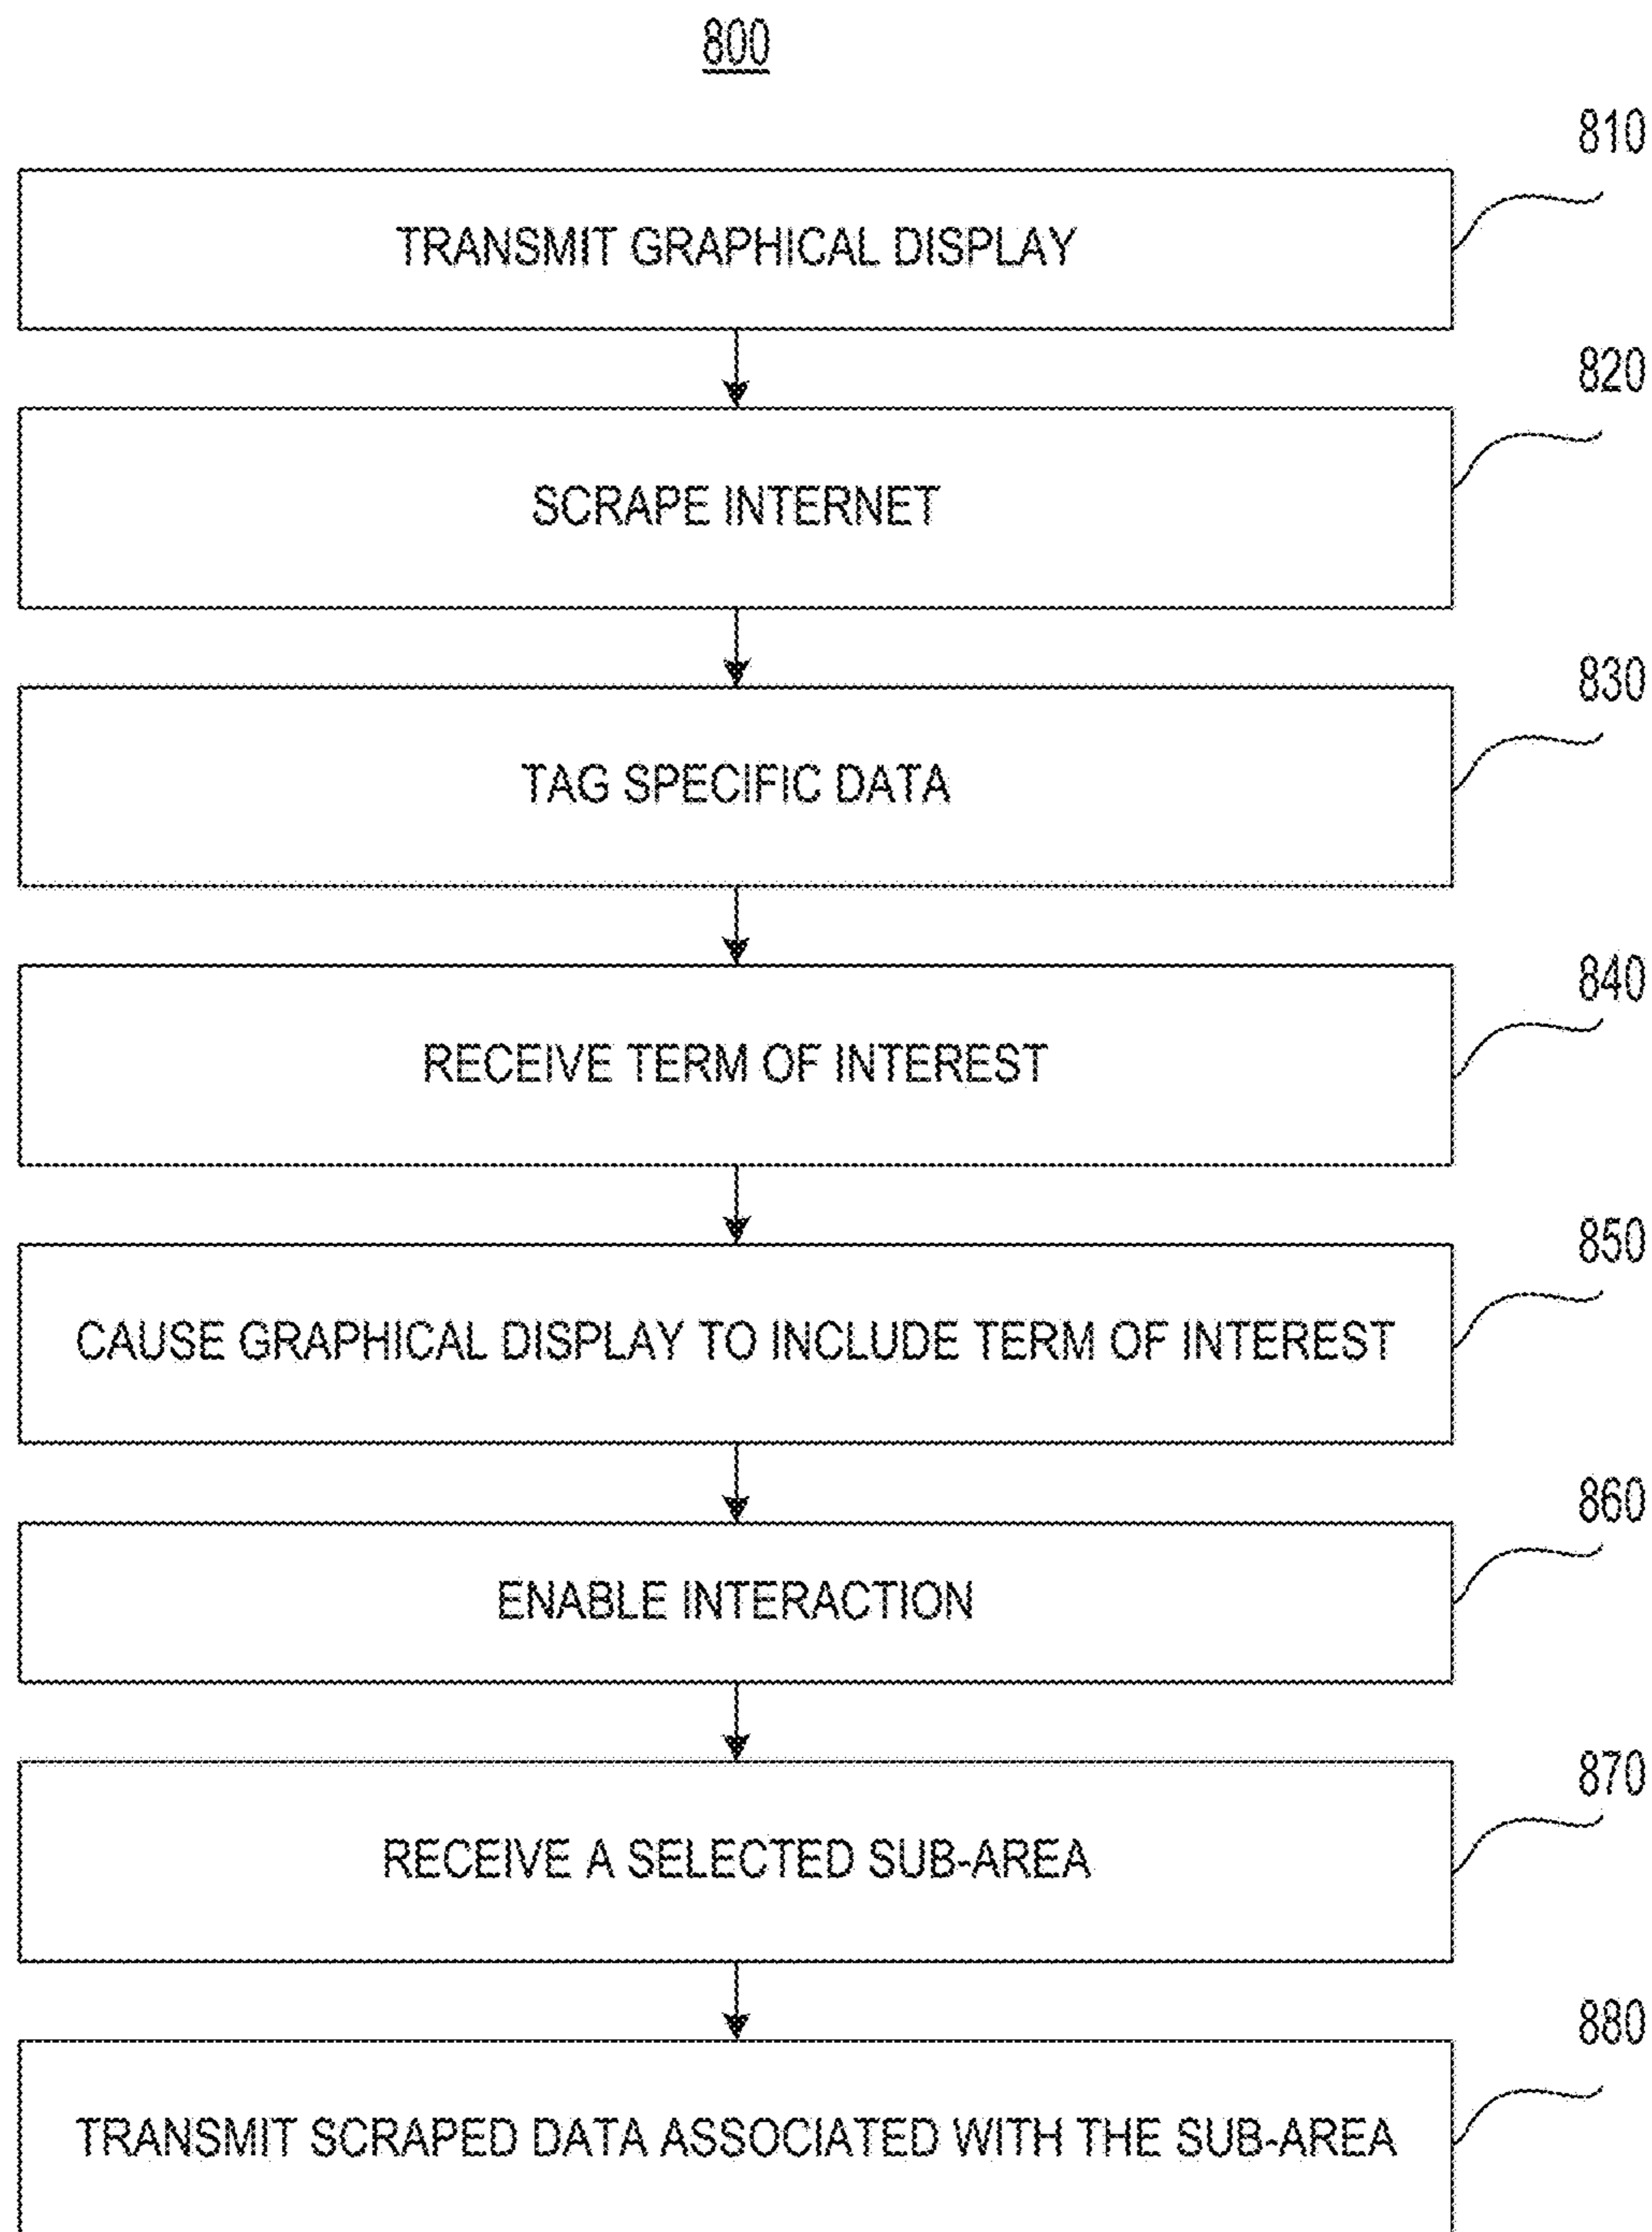 800
810
TRANSMIT GRAPHICAL DISPLAY
820
SCRAPE INTERNET
830
TAG SPECIFIC DATA
840
RECEIVE TERM OF INTEREST
850
CAUSE GRAPHICAL DISPLAY TO INCLUDE TERM OF INTEREST
860
ENABLE INTERACTION
870
RECEIVE A SELECTED SUB-AREA
880
TRANSMIT SCRAPED DATA ASSOCIATED WITH THE SUB-AREA